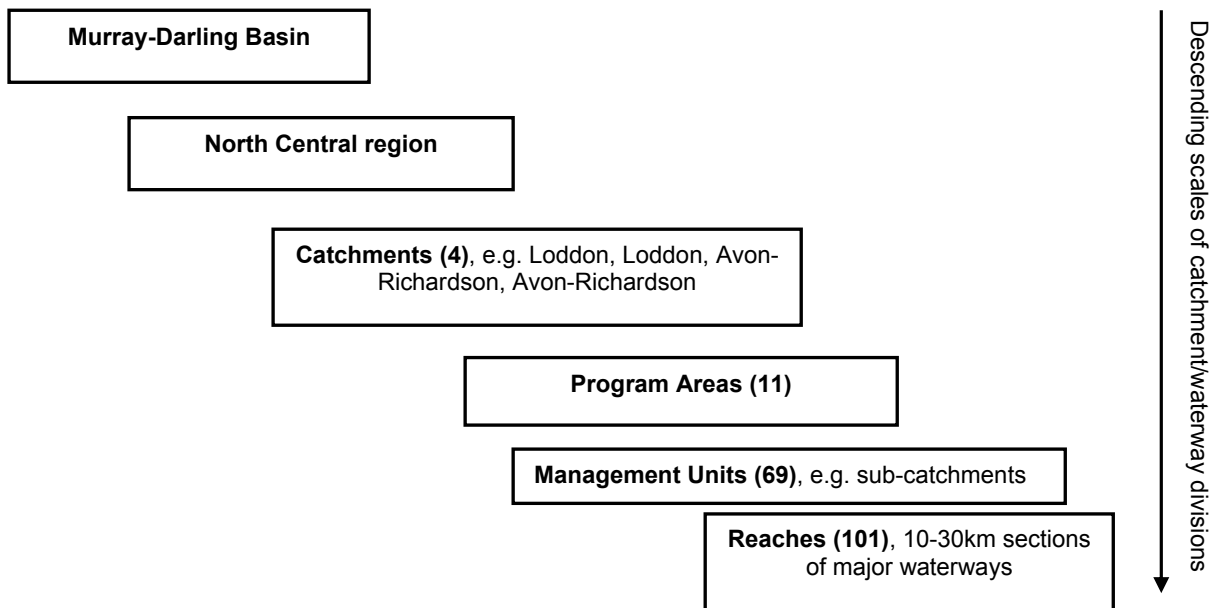 Murray-Darling Basin
North Central region
Catchments (4), e.g. Loddon, Loddon, Avon-
Richardson, Avon-Richardson
Program Areas (11)
Management Units (69), e.g. sub-catchments
Reaches (101), 10-30km sections
of major waterways
Descending scales of catchment/waterway divisions